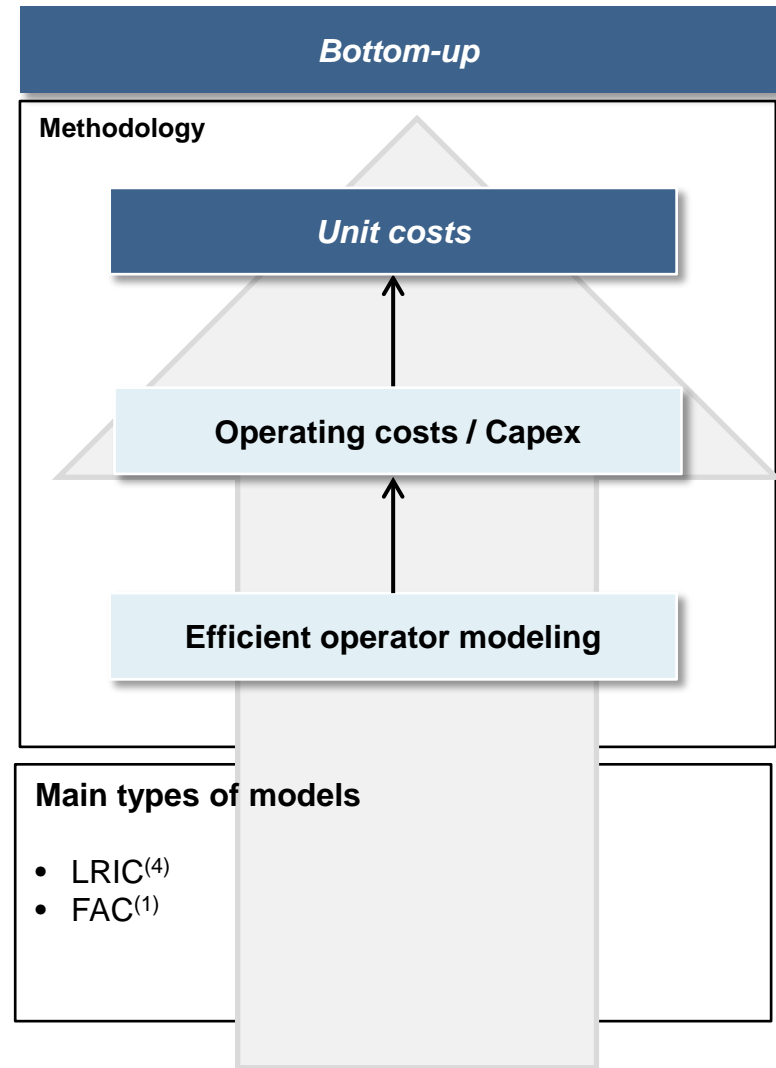 Bottom-up
Methodology
Unit costs
Operating costs / Capex
Efficient operator modeling
Main types of models
• LRIC(4)
• FAC(1)